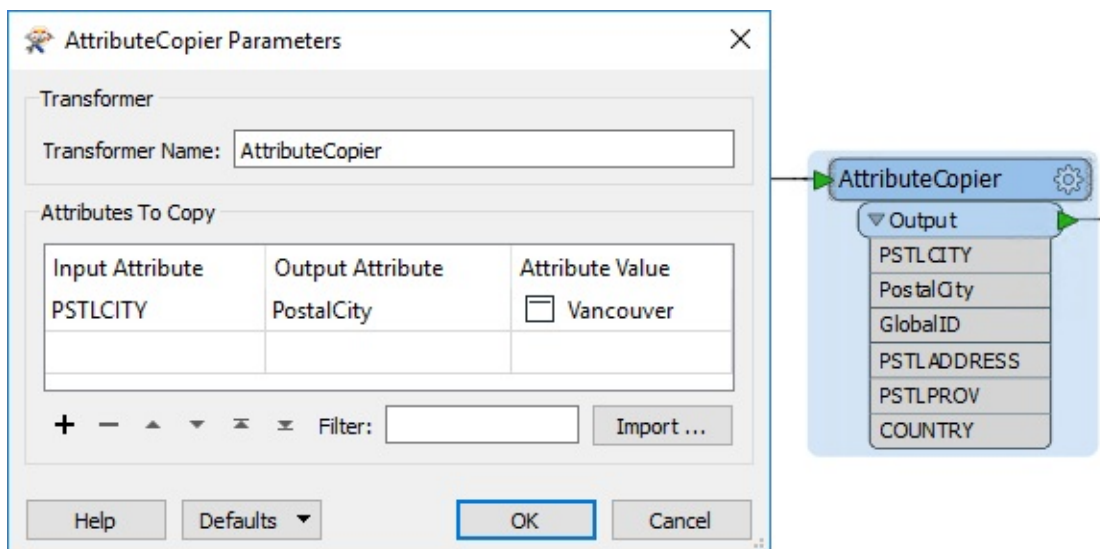 AttributeCopier Parameters
Transformer
Transformer Name: AttributeCopier
Attributes To Copy
Input Attribute Output Attribute Attribute Value
PSTLCITY PostalCity Vancouver
Filter: Import ...
Help Defaults OK Cancel
AttributeCopier
Output
PSTLCITY
PostalCity
GlobalID
PSTLADDRESS
PSTLPROV
COUNTRY